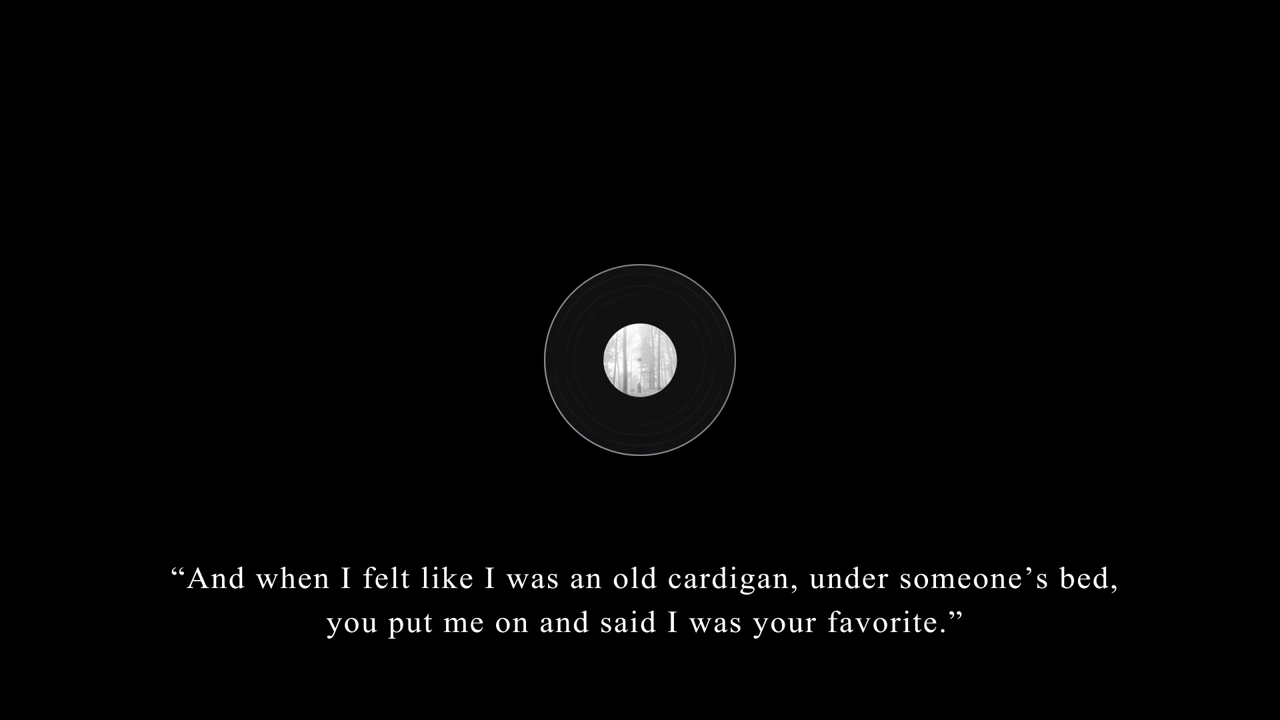 “And when I felt like I was an old cardigan, under someone’s bed,
you put me on and said I was your favorite.”